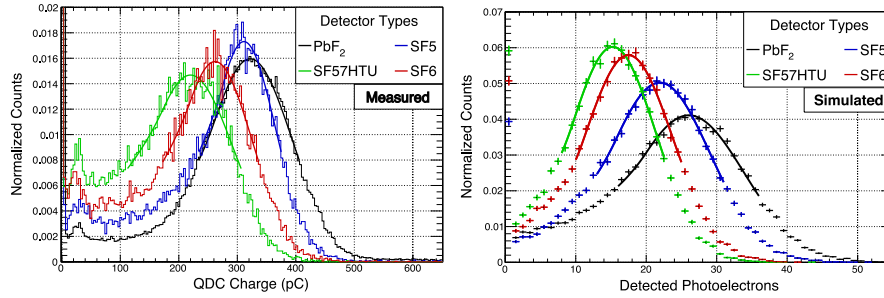 Detector Types
PbF2 SF5
SF57HTU SF6
Measured
Normalized Counts
0.02
0.018
0.016
0.014
0.012
0.01
0.008
0.006
0.004
0.002
0
0 100 200 300 400 500 600
QDC Charge (pC)
Detector Types
PbF2 SF5
SF57HTU SF6
Simulated
Normalized Counts
0.07
0.06
0.05
0.04
0.03
0.02
0.01
0.00
0 10 20 30 40 50
Detected Photoelectrons